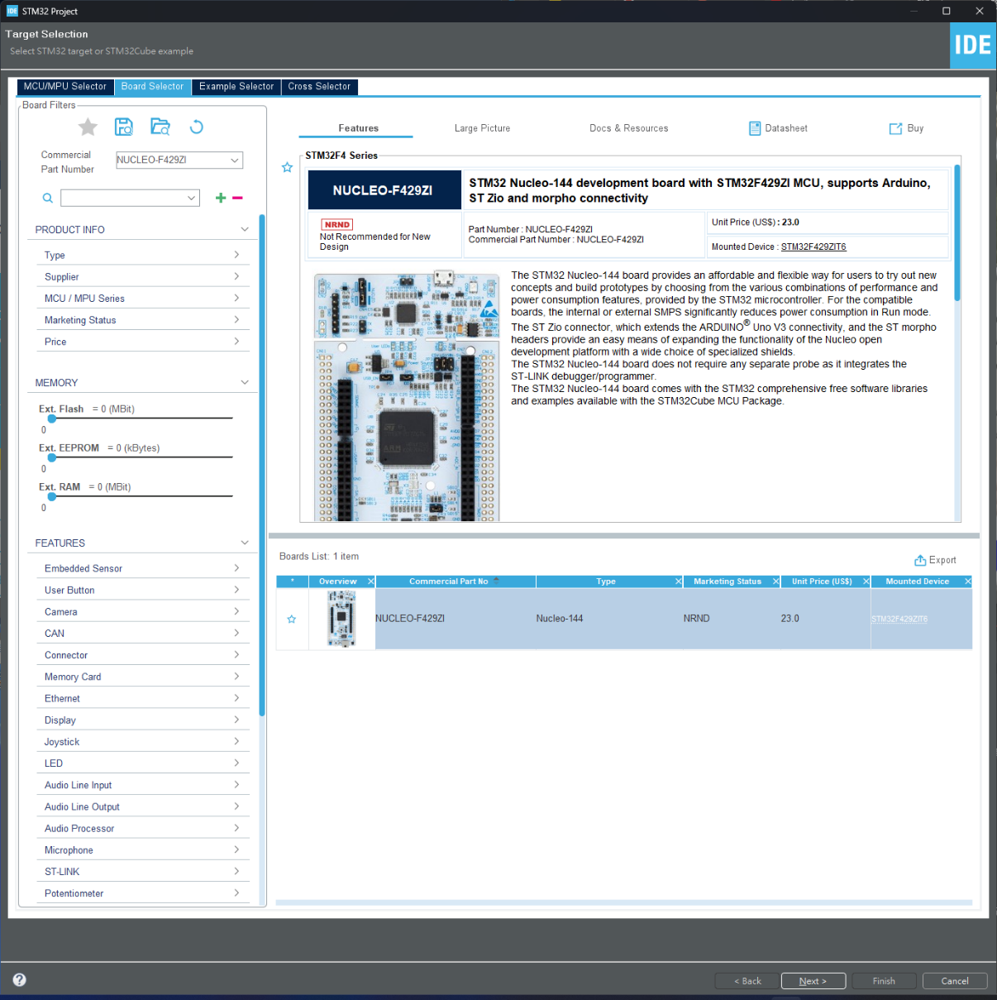 IDE STM32 Project
Target Selection
Select STM32 target or STM32Cube example
IDE
MCU/MPU Selector
Board Selector
Example Selector
Cross Selector
Board Filters
Commercial
Part Number
NUCLEO-F429ZI
PRODUCT INFO
Type
Supplier
MCU / MPU Series
Marketing Status
Price
MEMORY
Ext. Flash = 0 (MBit)
0
Ext. EEPROM = 0 (kBytes)
0
Ext. RAM = 0 (MBit)
0
FEATURES
Embedded Sensor
User Button
Camera
CAN
Connector
Memory Card
Ethernet
Display
Joystick
LED
Audio Line Input
Audio Line Output
Audio Processor
Microphone
ST-LINK
Potentiometer
Features
Large Picture
Docs & Resources
Datasheet
Buy
STM32F4 Series
NUCLEO-F429ZI
STM32 Nucleo-144 development board with STM32F429ZI MCU, supports Arduino,
ST Zio and morpho connectivity
NRND
Not Recommended for New
Design
Part Number : NUCLEO-F429ZI
Commercial Part Number : NUCLEO-F429ZI
Unit Price (US$) : 23.0
Mounted Device : STM32F429ZIT6
The STM32 Nucleo-144 board provides an affordable and flexible way for users to try out new
concepts and build prototypes by choosing from the various combinations of performance and
power consumption features, provided by the STM32 microcontroller. For the compatible
boards, the internal or external SMPS significantly reduces power consumption in Run mode.
The ST Zio connector, which extends the ARDUINO® Uno V3 connectivity, and the ST morpho
headers provide an easy means of expanding the functionality of the Nucleo open
development platform with a wide choice of specialized shields.
The STM32 Nucleo-144 board does not require any separate probe as it integrates the
ST-LINK debugger/programmer.
The STM32 Nucleo-144 board comes with the STM32 comprehensive free software libraries
and examples available with the STM32Cube MCU Package.
Boards List: 1 item
Export
* Overview Commercial Part No Type Marketing Status Unit Price (US$) Mounted Device
NUCLEO-F429ZI Nucleo-144 NRND 23.0 STM32F429ZIT6
< Back
Next >
Finish
Cancel